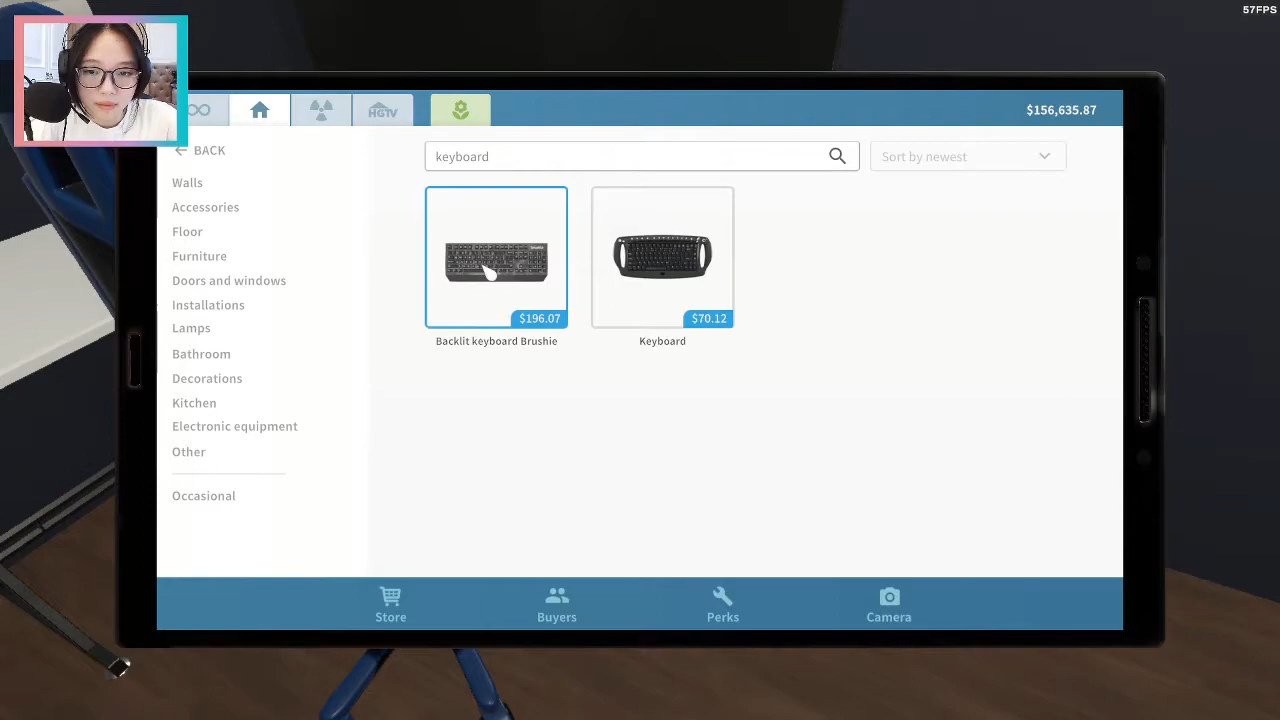 57FPS
HGTV
$156,635.87
BACK
keyboard
Sort by newest
Walls
Accessories
Floor
Furniture
Doors and windows
Installations
Lamps
Bathroom
Decorations
Kitchen
Electronic equipment
Other
Occasional
$196.07
$70.12
Backlit keyboard Brushie
Keyboard
Store
Buyers
Perks
Camera